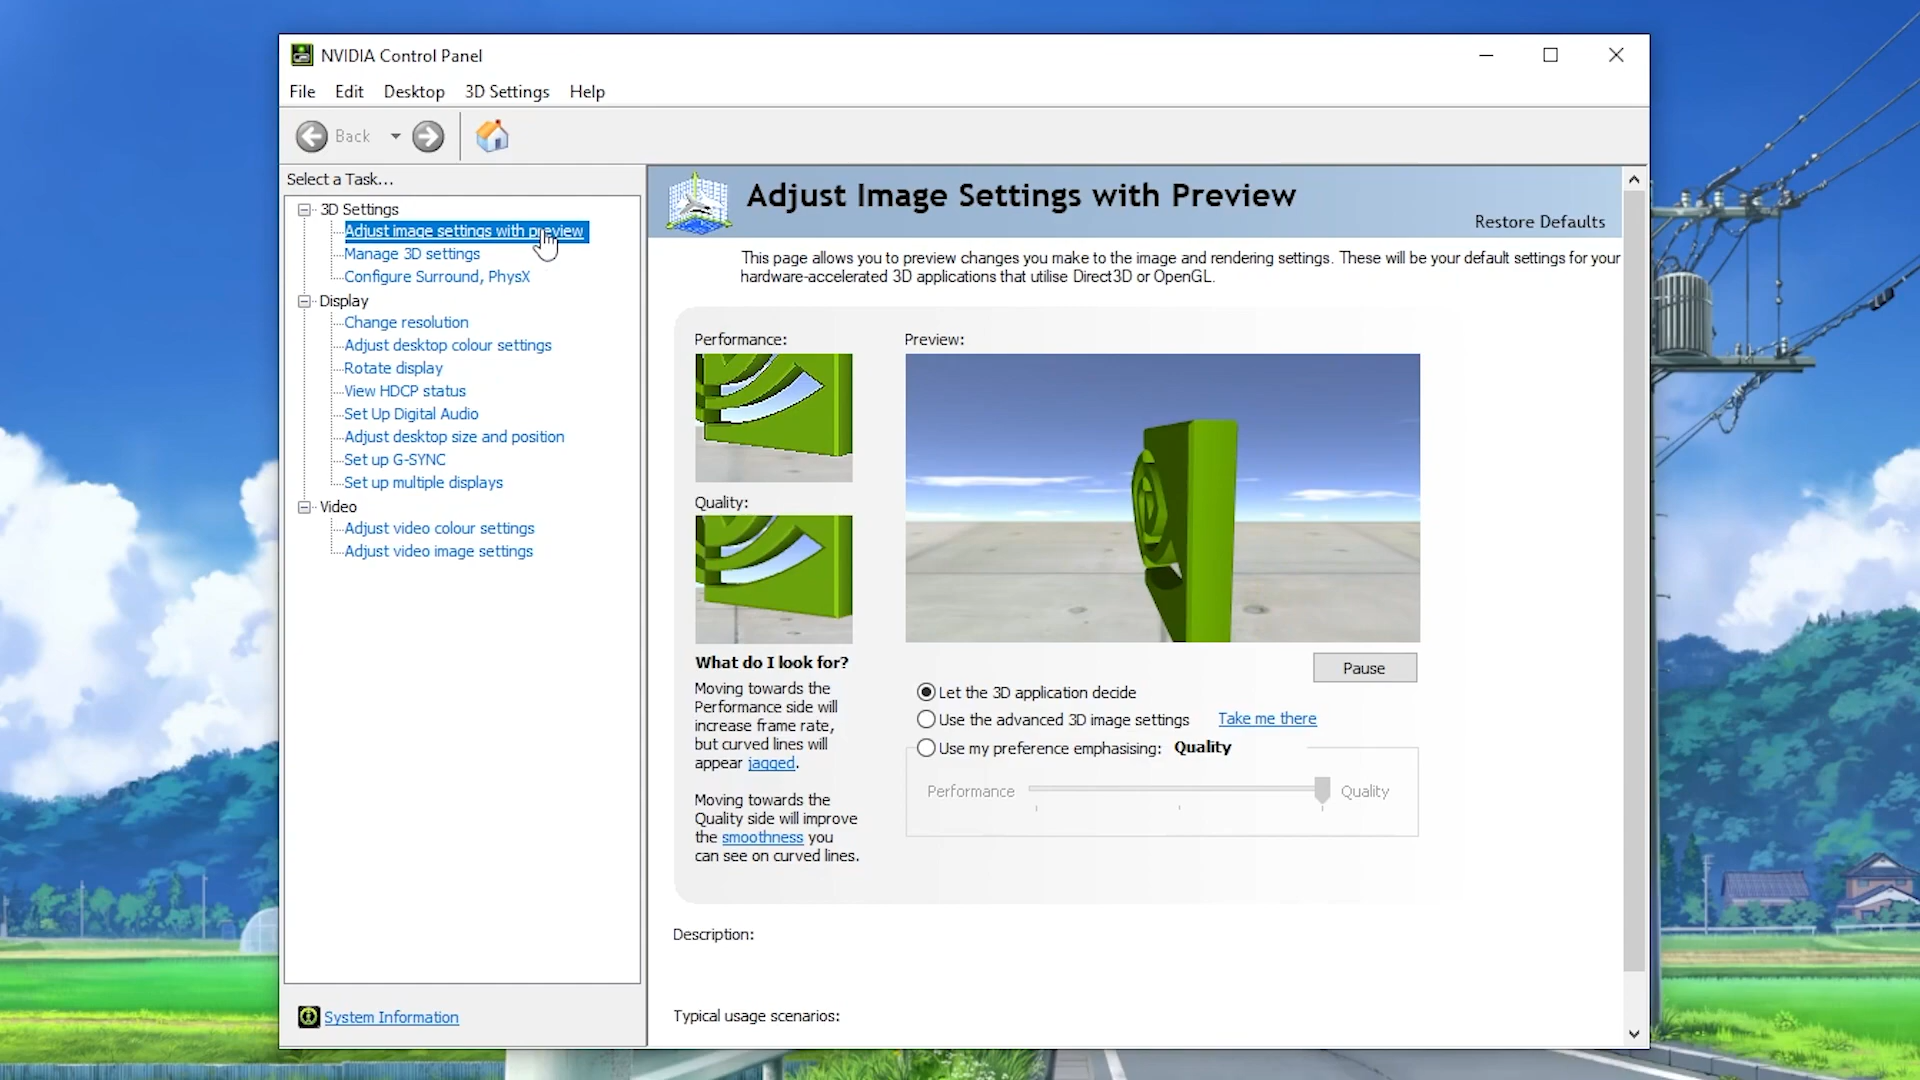 NVIDIA Control Panel
File Edit Desktop 3D Settings Help
Back
Select a Task...
3D Settings
Adjust image settings with preview
Manage 3D settings
Configure Surround, PhysX
Display
Change resolution
Adjust desktop colour settings
Rotate display
View HDCP status
Set Up Digital Audio
Adjust desktop size and position
Set up G-SYNC
Set up multiple displays
Video
Adjust video colour settings
Adjust video image settings
System Information
Adjust Image Settings with Preview
Restore Defaults
This page allows you to preview changes you make to the image and rendering settings. These will be your default settings for your
hardware-accelerated 3D applications that utilise Direct3D or OpenGL.
Performance:
Quality:
What do I look for?
Moving towards the
Performance side will
increase frame rate,
but curved lines will
appear jagged.
Moving towards the
Quality side will improve
the smoothness you
can see on curved lines.
Preview:
Pause
Let the 3D application decide
Use the advanced 3D image settings Take me there
Use my preference emphasising: Quality
Performance Quality
Description:
Typical usage scenarios: